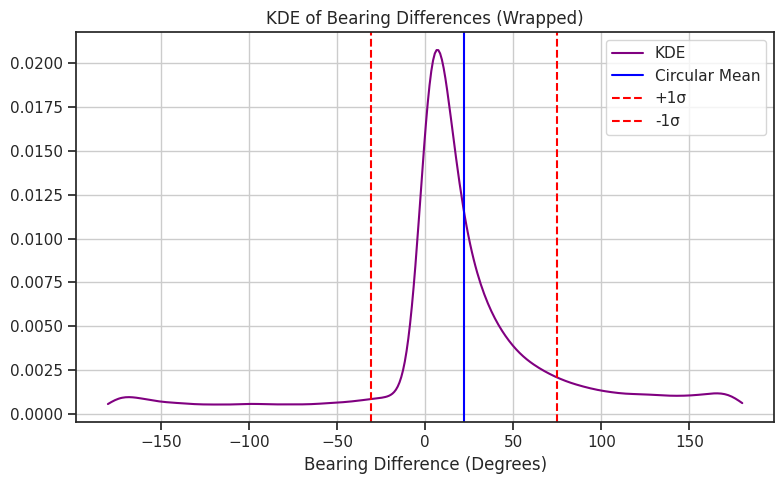 KDE of Bearing Differences (Wrapped)
KDE
Circular Mean
+1σ
-1σ
0.0200
0.0175
0.0150
0.0125
0.0100
0.0075
0.0050
0.0025
0.0000
−150
−100
−50
0
50
100
150
Bearing Difference (Degrees)